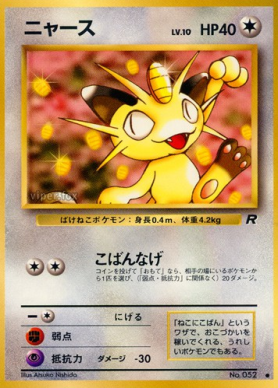 ニャース LV.10 HP40
Viperfox
ばけねこポケモン：身長0.4m、体重4.2kg
R
こばんなげ
コインを投げて「おもて」なら、相手の場にいるポケモン
から1匹を選び、（「弱点・抵抗力」に関係なく）20ダメージ。
にげる
弱点
抵抗力 ダメージ -30
「ねこにこばん」という
ワザで、おこづかいを
稼いでくれる、うれし
いポケモンでもある。
Illus. Atsuko Nishida
No.052